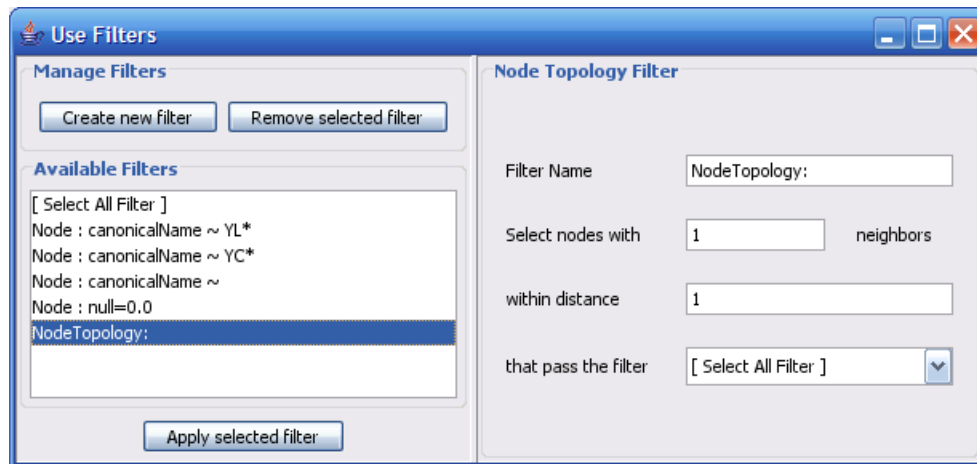 Use Filters
Manage Filters
Create new filter
Remove selected filter
Available Filters
[ Select All Filter ]
Node : canonicalName ~ YL*
Node : canonicalName ~ YC*
Node : canonicalName ~
Node : null=0.0
NodeTopology:
Apply selected filter
Node Topology Filter
Filter Name NodeTopology:
Select nodes with 1 neighbors
within distance 1
that pass the filter [ Select All Filter ]